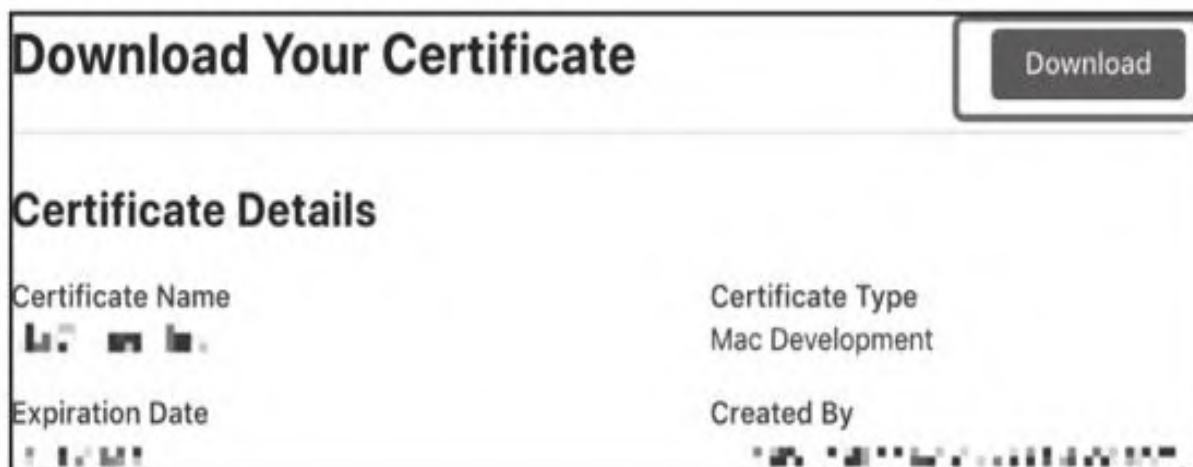 Download Your Certificate
Download
Certificate Details
Certificate Name
Certificate Type
Mac Development
Expiration Date
Created By